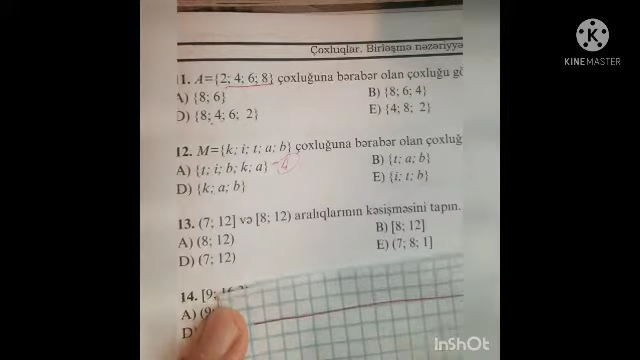 KINEMASTER
Çoxluqlar. Birləşmə nəzəriyyə
11. A={2; 4; 6; 8} çoxluğuna bərabər olan çoxluğu
A) {8; 6}
B) {8; 6; 4}
D) {8; 4; 6; 2}
E) {4; 8; 2}
12. M={k; i; t; a; b} çoxluğuna bərabər olan çoxluğ
A) {t; i; b; k; a}
B) {t; a; b}
D) {k; a; b}
E) {i; t; b}
13. (7; 12] və [8; 12) aralıqlarının kəsişməsini tapın.
A) (8; 12)
B) [8; 12]
D) (7; 12)
E) (7; 8; 1]
14. [9;
A) (9;
D)
InShOt